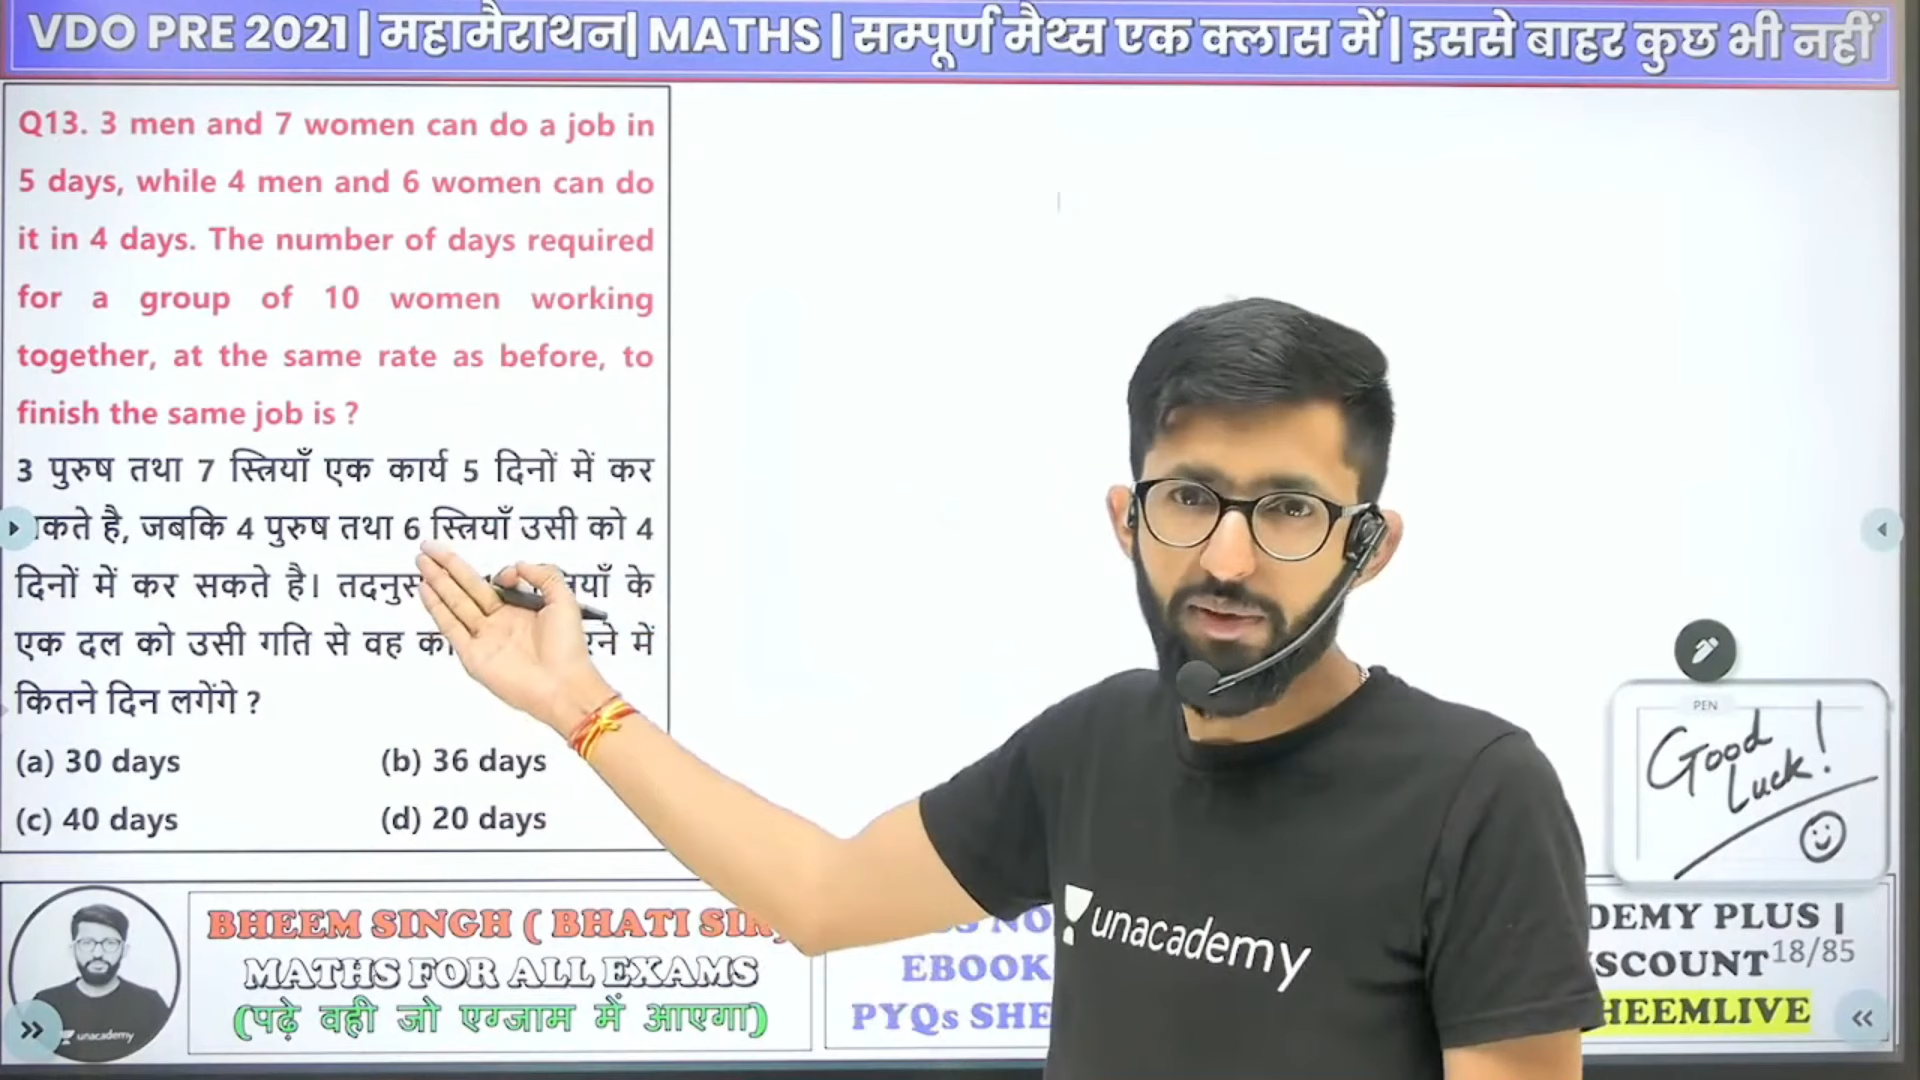 VDO PRE 2021 | महामैराथन| MATHS | सम्पूर्ण मैथ्स एक क्लास में| इससे बाहर कुछ भी नहीं
Q13. 3 men and 7 women can do a job in
5 days, while 4 men and 6 women can do
it in 4 days. The number of days required
for a group of 10 women working
together, at the same rate as before, to
finish the same job is ?
3 पुरुष तथा 7 स्त्रियाँ एक कार्य 5 दिनों में कर
कते है, जबकि 4 पुरुष तथा 6 स्त्रियाँ उसी को 4
दिनों में कर सकते है। के
एक दल को उसी गति से वह में
कितने दिन लगेंगे ?
(a) 30 days (b) 36 days
(c) 40 days (d) 20 days
PEN
Good
Luck!
BHEEM SINGH ( BHATI SIR)
MATHS FOR ALL EXAMS
(पढ़े वही जो एग्जाम में आएगा)
unacademy
EBOOK
PYQs SHE
unacademy
DEMY PLUS |
SCOUNT
18/85
HEEMLIVE